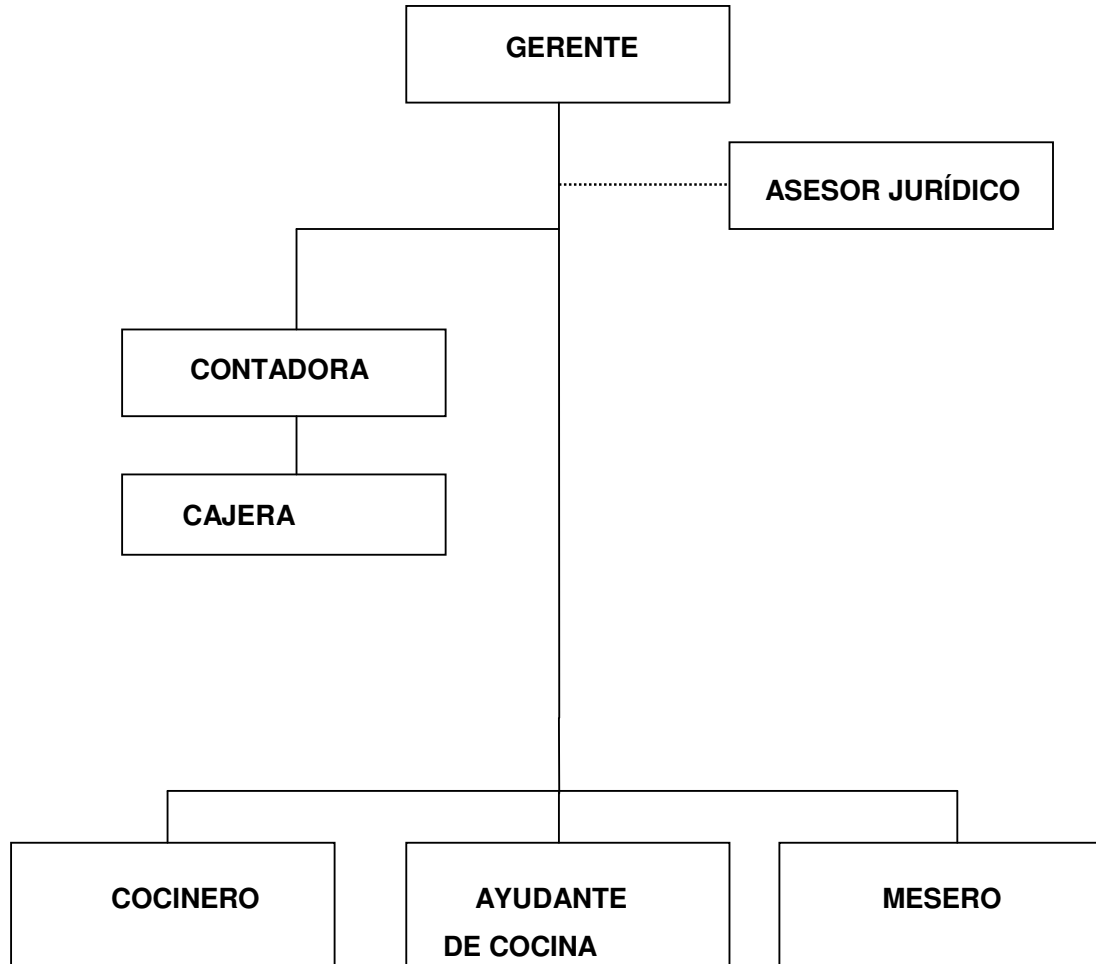 GERENTE
ASESOR JURÍDICO
CONTADORA
CAJERA
COCINERO
AYUDANTE
DE COCINA
MESERO